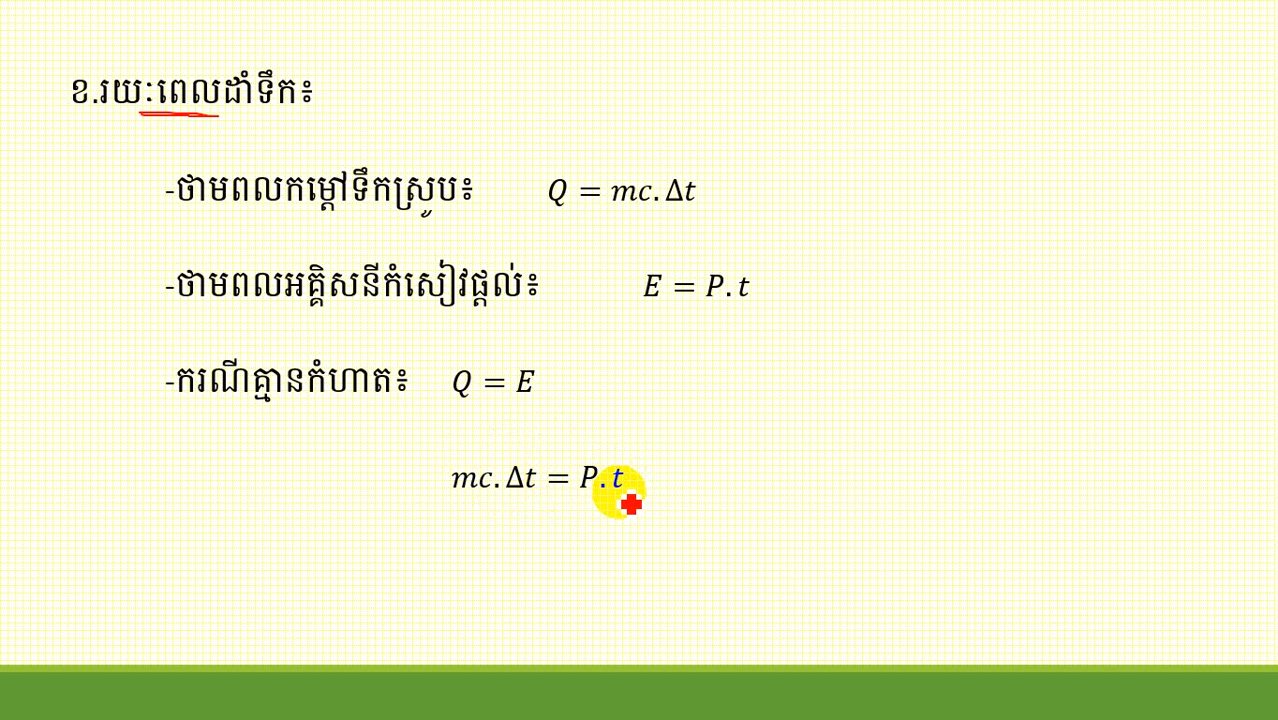 ខ.រយៈពេលដាំទឹក៖
-ថាមពលកម្តៅទឹកស្រូប៖ Q = mc. Δt
-ថាមពលអគ្គិសនីកំសៀវផ្តល់៖ E = P. t
-ករណីគ្មានកំហាត៖ Q = E
mc. Δt = P. t